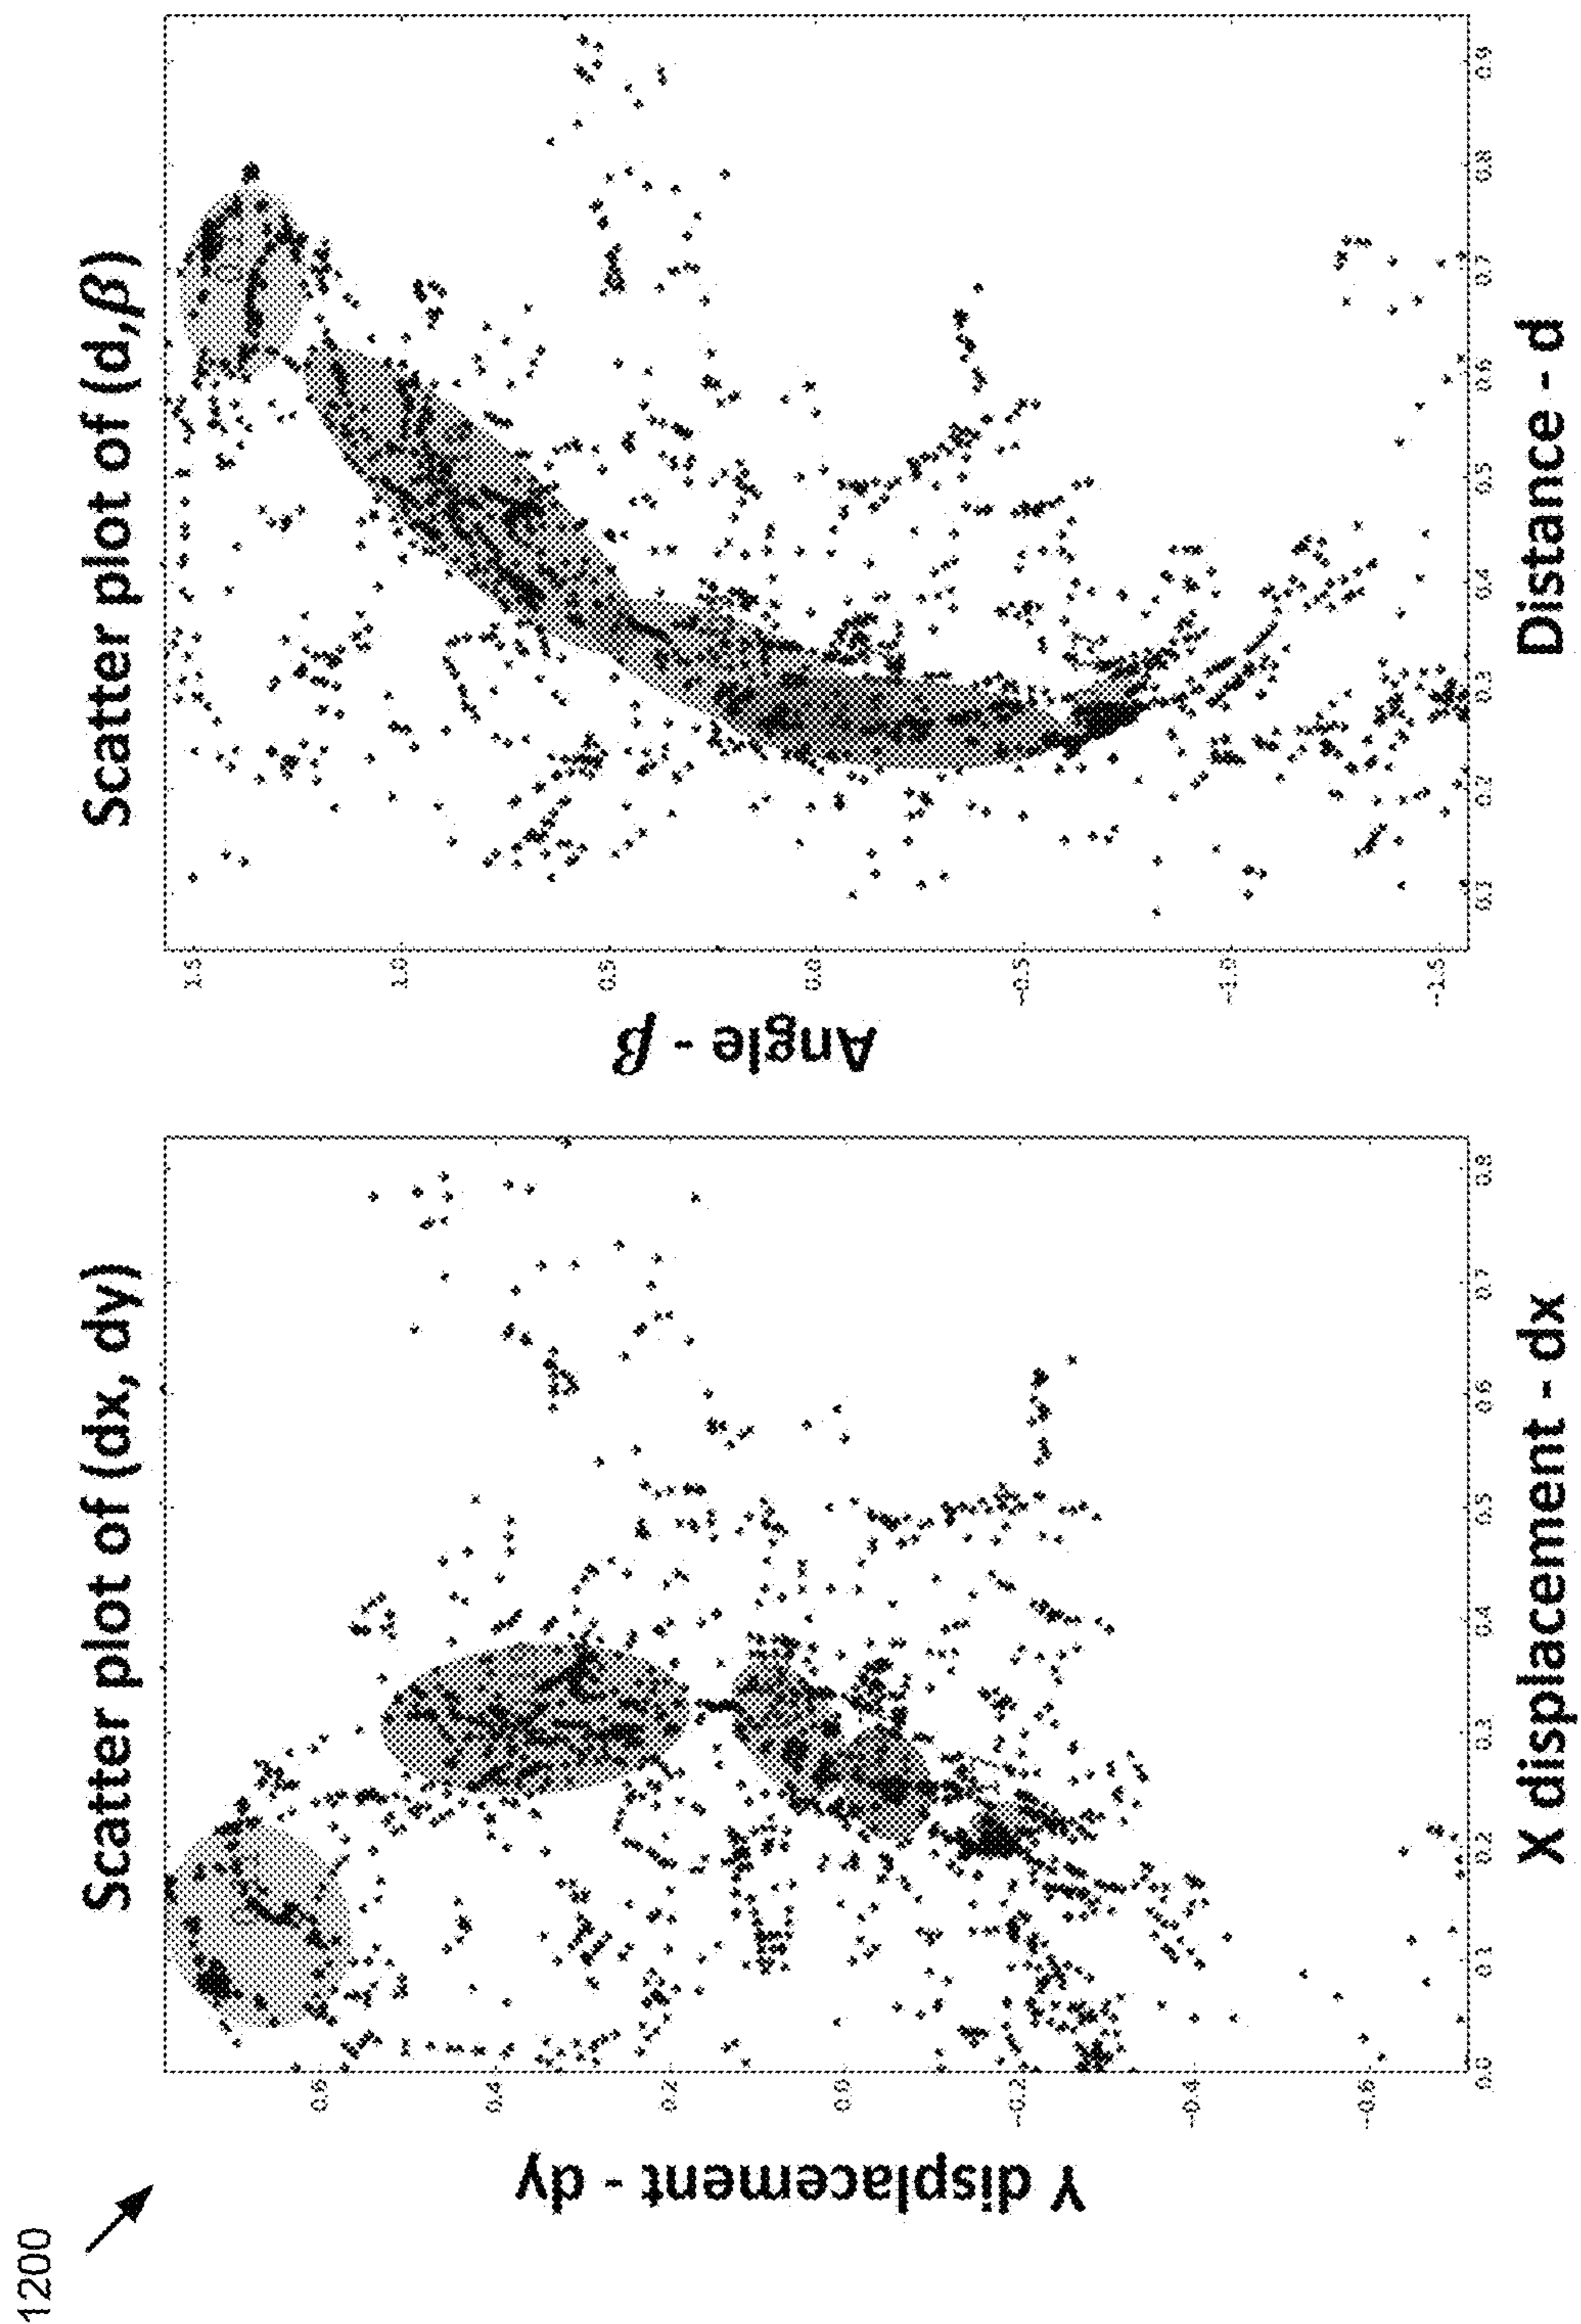 1200
Scatter plot of (dx, dy)
Y displacement - dy
0.6
0.4
0.2
0.0
-0.2
-0.4
-0.6
0.0 0.1 0.2 0.3 0.4 0.5 0.6 0.7 0.8
X displacement - dx
Scatter plot of (d,β)
Angle - β
1.5
1.0
0.5
0.0
-0.5
-1.0
-1.5
0.1 0.2 0.3 0.4 0.5 0.6 0.7 0.8 0.9
Distance - d